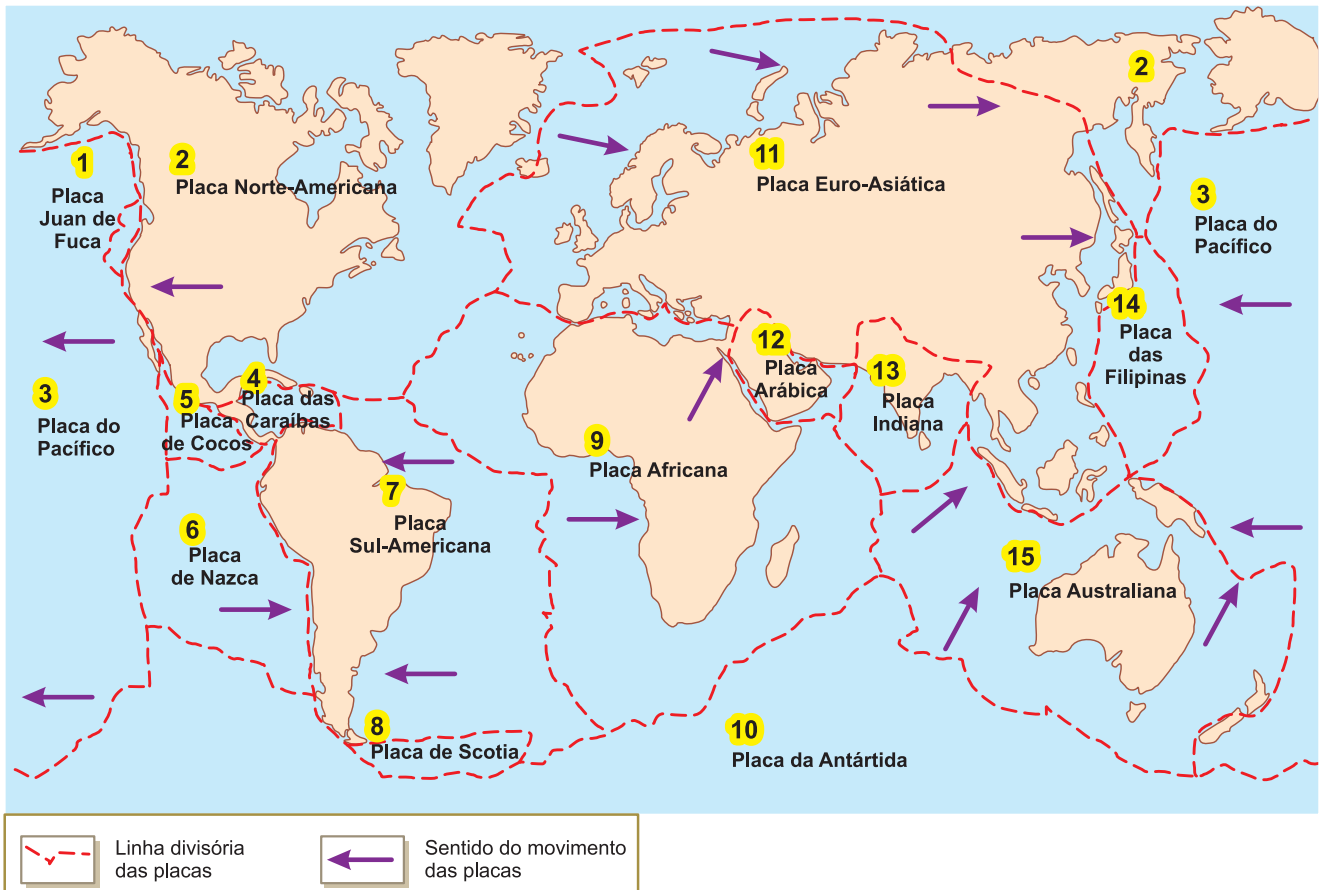 1
Placa
Juan de
Fuca
2
Placa Norte-Americana
3
Placa do
Pacífico
4
Placa das
Caraíbas
5
Placa
de Cocos
6
Placa
de Nazca
7
Placa
Sul-Americana
8
Placa de Scotia
9
Placa Africana
10
Placa da Antártida
11
Placa Euro-Asiática
12
Placa
Arábica
13
Placa
Indiana
2
3
Placa do
Pacífico
14
Placa
das
Filipinas
15
Placa Australiana
Linha divisória
das placas
Sentido do movimento
das placas